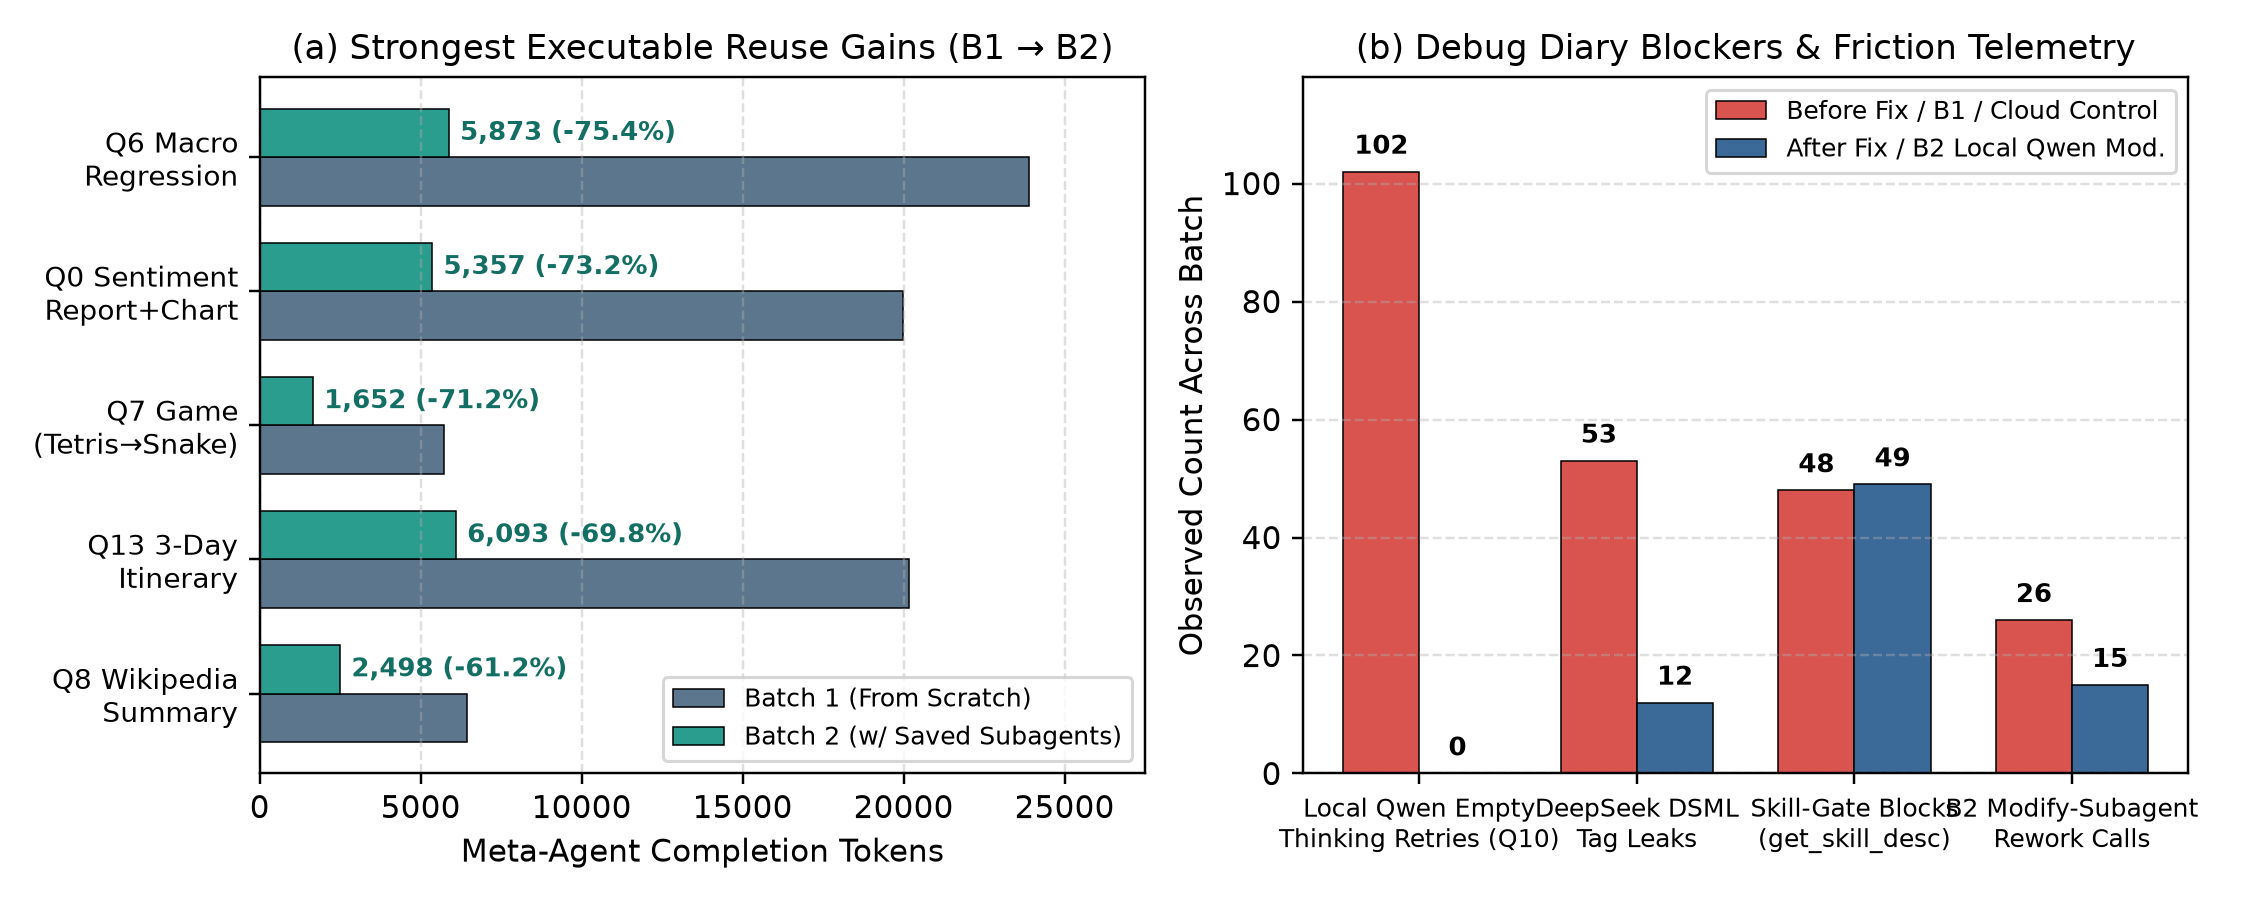 (a) Strongest Executable Reuse Gains (B1 → B2)
Q6 Macro
Regression
5,873 (-75.4%)
Q0 Sentiment
Report+Chart
5,357 (-73.2%)
Q7 Game
(Tetris→Snake)
1,652 (-71.2%)
Q13 3-Day
Itinerary
6,093 (-69.8%)
Q8 Wikipedia
Summary
2,498 (-61.2%)
Batch 1 (From Scratch)
Batch 2 (w/ Saved Subagents)
0 5000 10000 15000 20000 25000
Meta-Agent Completion Tokens
(b) Debug Diary Blockers & Friction Telemetry
Before Fix / B1 / Cloud Control
After Fix / B2 Local Qwen Mod.
Observed Count Across Batch
100
80
60
40
20
0
102
0
53
12
48
49
26
15
Local Qwen Empty
Thinking Retries (Q10)
DeepSeek DSML
Tag Leaks
Skill-Gate Blocks
(get_skill_desc)
B2 Modify-Subagent
Rework Calls